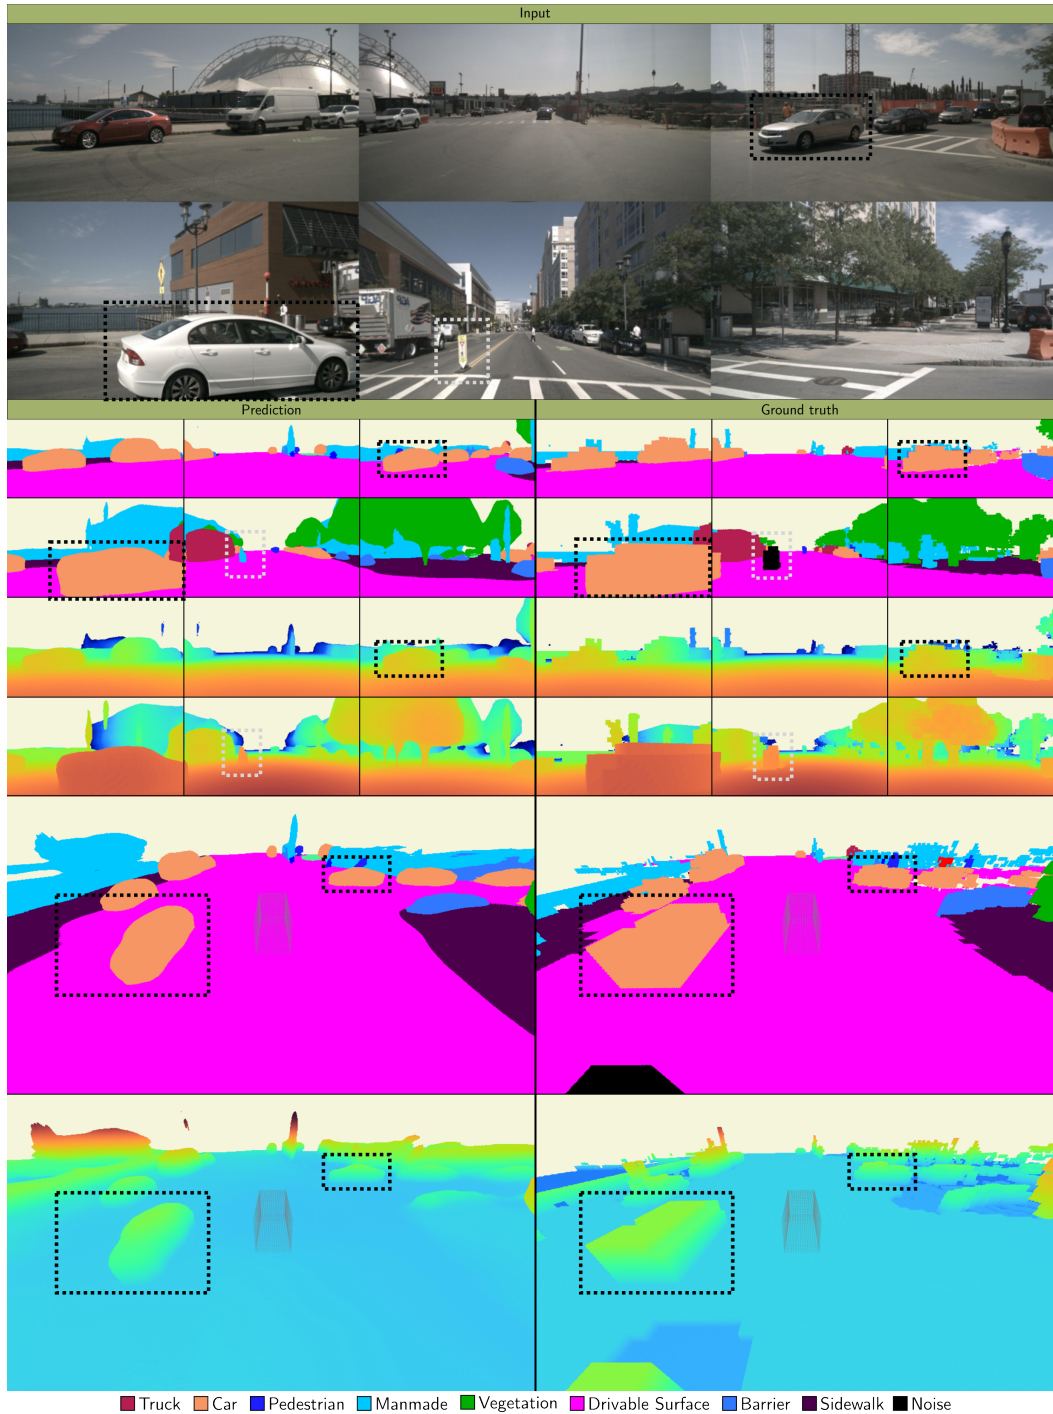 Input
Prediction
Ground truth
Truck Car Pedestrian Manmade Vegetation Drivable Surface Barrier Sidewalk Noise